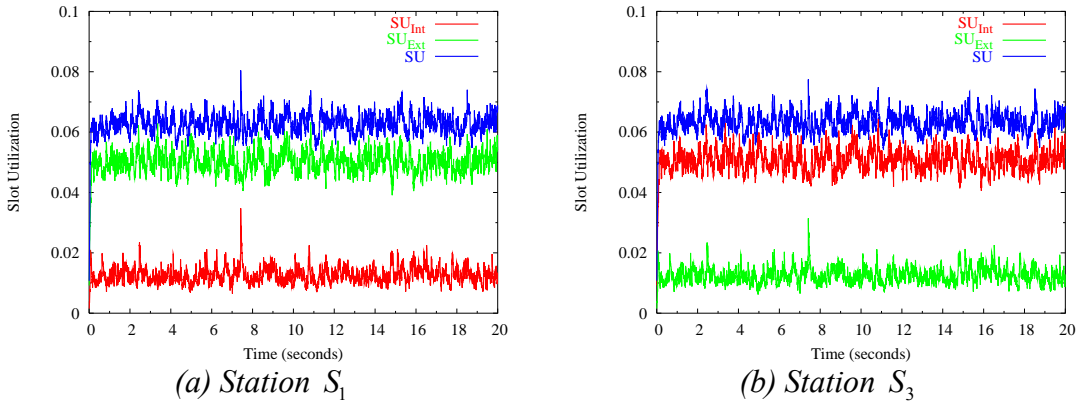 0.1
0.08
0.06
0.04
0.02
0
Slot Utilization
SU_Int
SU_Ext
SU
0 2 4 6 8 10 12 14 16 18 20
Time (seconds)
(a) Station S_1
0.1
0.08
0.06
0.04
0.02
0
Slot Utilization
SU_Int
SU_Ext
SU
0 2 4 6 8 10 12 14 16 18 20
Time (seconds)
(b) Station S_3